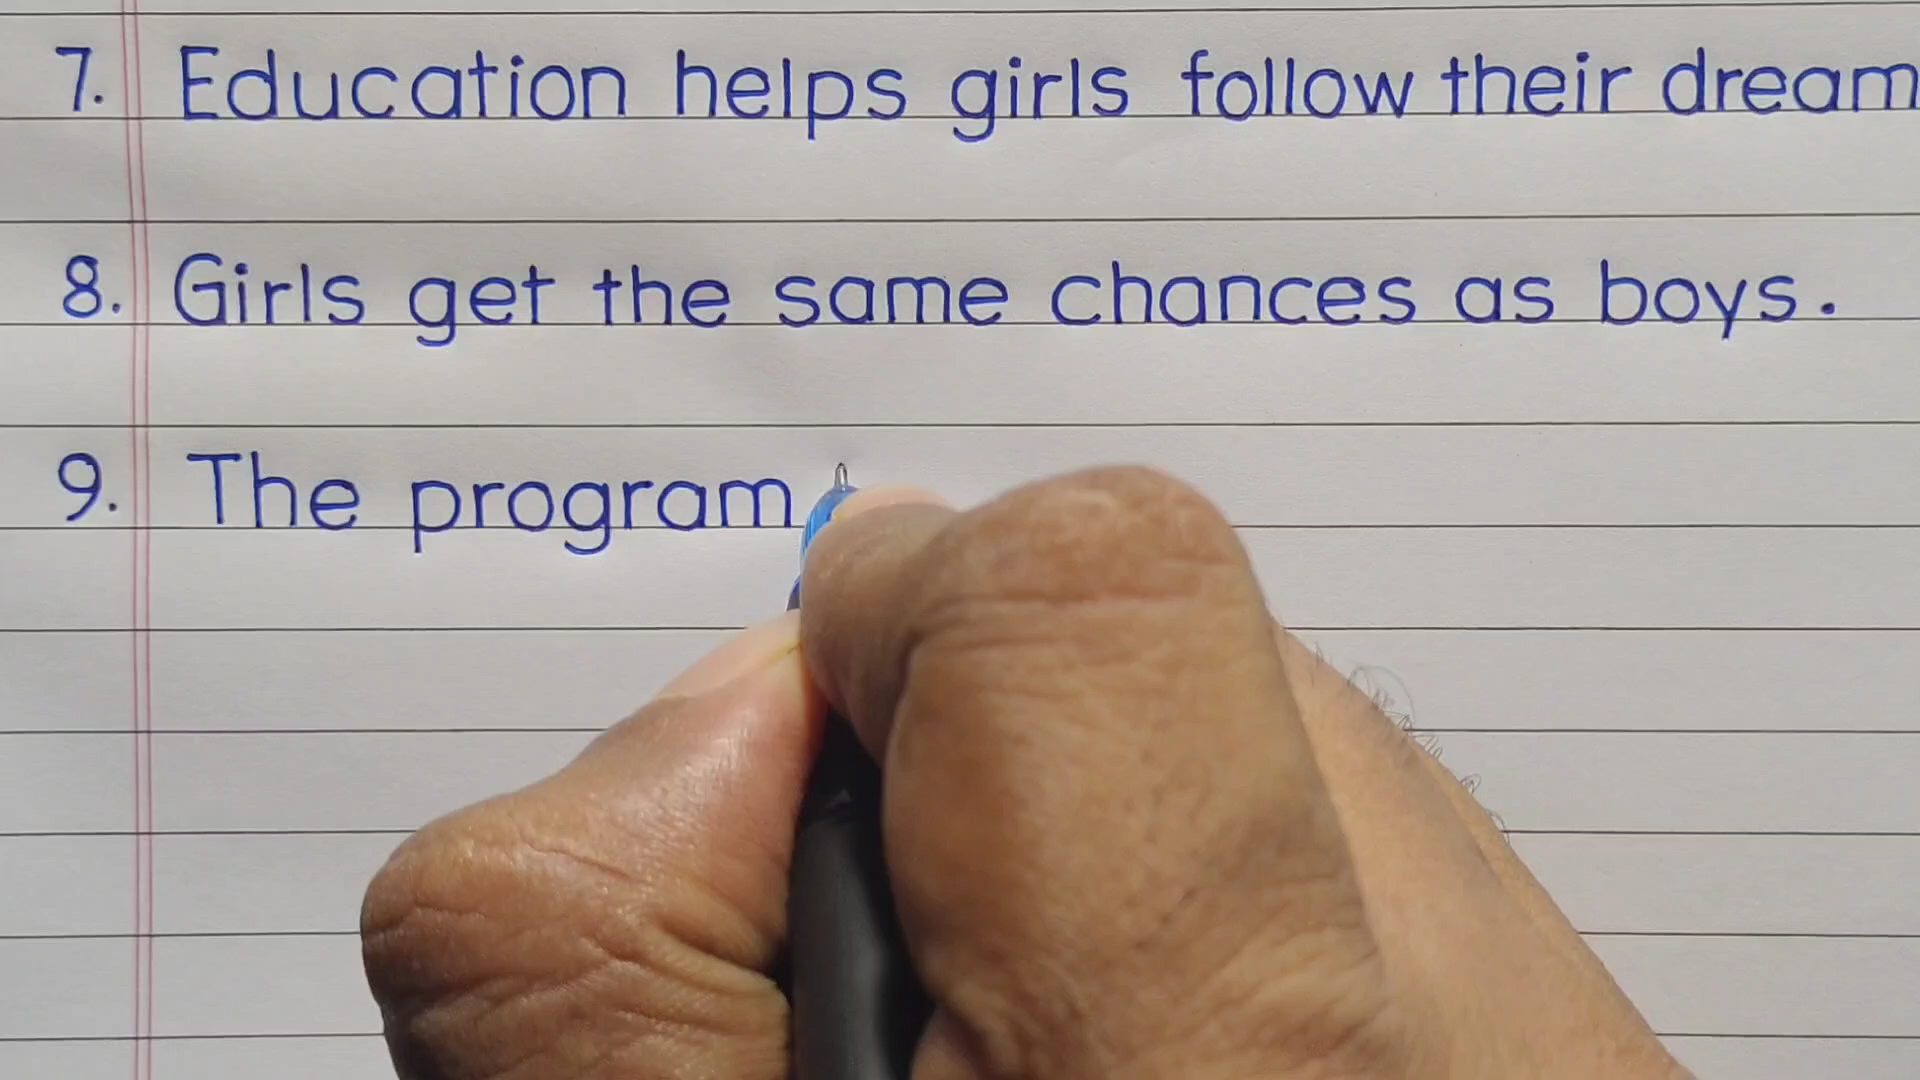 7. Education helps girls follow their dream
8. Girls get the same chances as boys.
9. The program